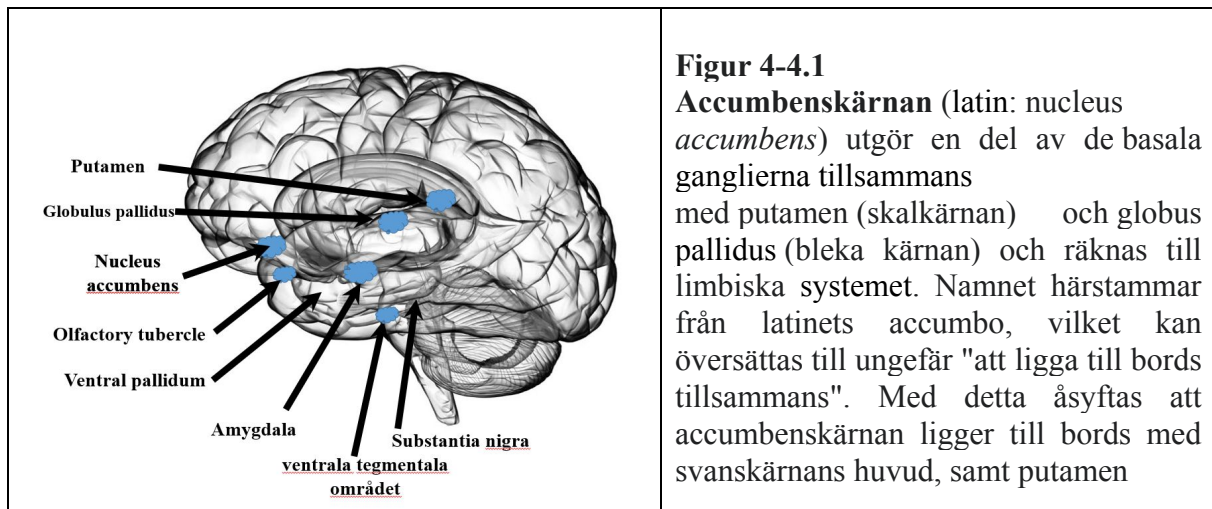 Putamen
Globulus pallidus
Nucleus
accumbens
Olfactory tubercle
Ventral pallidum
Amygdala
Substantia nigra
ventrala tegmentala
området
Figur 4-4.1
Accumbenskärnan (latin: nucleus
accumbens) utgör en del av de basala
ganglierna tillsammans
med putamen (skalkärnan) och globus
pallidus (bleka kärnan) och räknas till
limbiska systemet. Namnet härstammar
från latinets accumbo, vilket kan
översättas till ungefär "att ligga till bords
tillsammans". Med detta åsyftas att
accumbenskärnan ligger till bords med
svanskärnans huvud, samt putamen